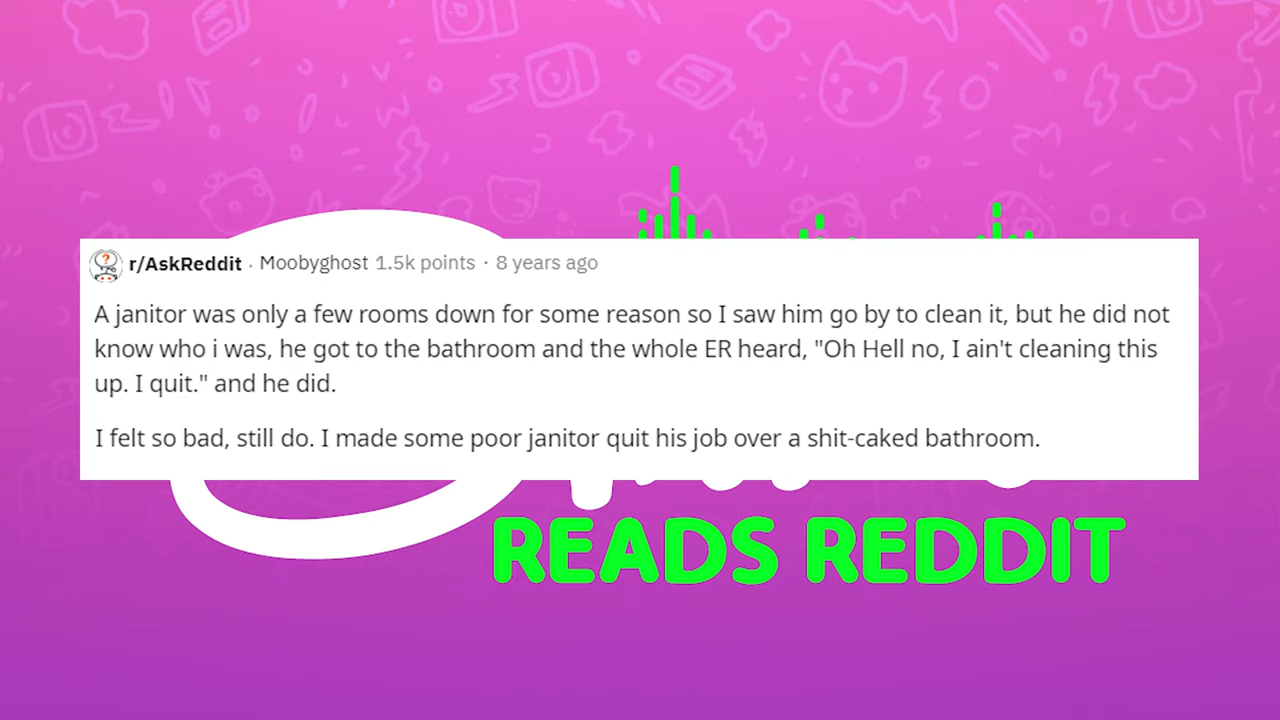 r/AskReddit · Moobyghost 1.5k points · 8 years ago
A janitor was only a few rooms down for some reason so I saw him go by to clean it, but he did not
know who i was, he got to the bathroom and the whole ER heard, "Oh Hell no, I ain't cleaning this
up. I quit." and he did.
I felt so bad, still do. I made some poor janitor quit his job over a shit-caked bathroom.
READS REDDIT